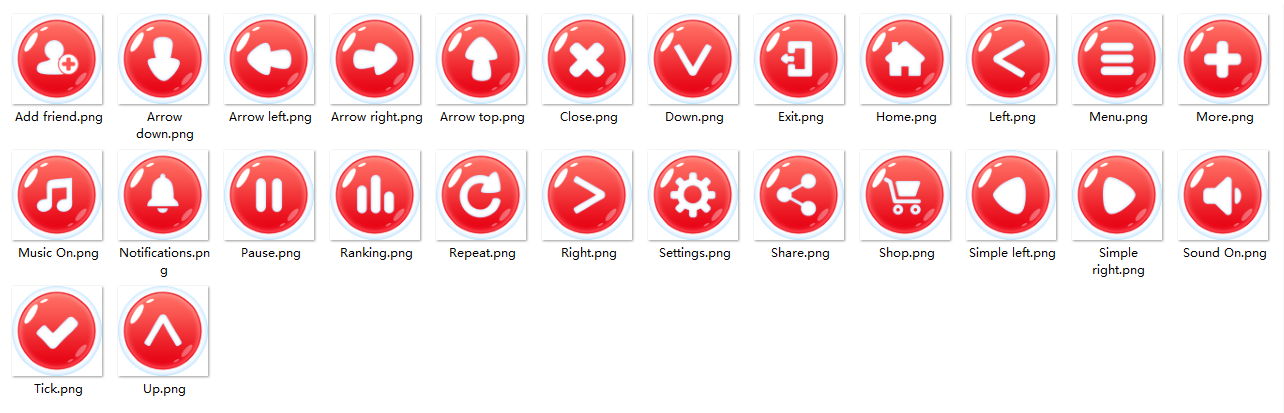 Add friend.png
Arrow
down.png
Arrow left.png
Arrow right.png
Arrow top.png
Close.png
Down.png
Exit.png
Home.png
Left.png
Menu.png
More.png
Music On.png
Notifications.pn
g
Pause.png
Ranking.png
Repeat.png
Right.png
Settings.png
Share.png
Shop.png
Simple left.png
Simple
right.png
Sound On.png
Tick.png
Up.png